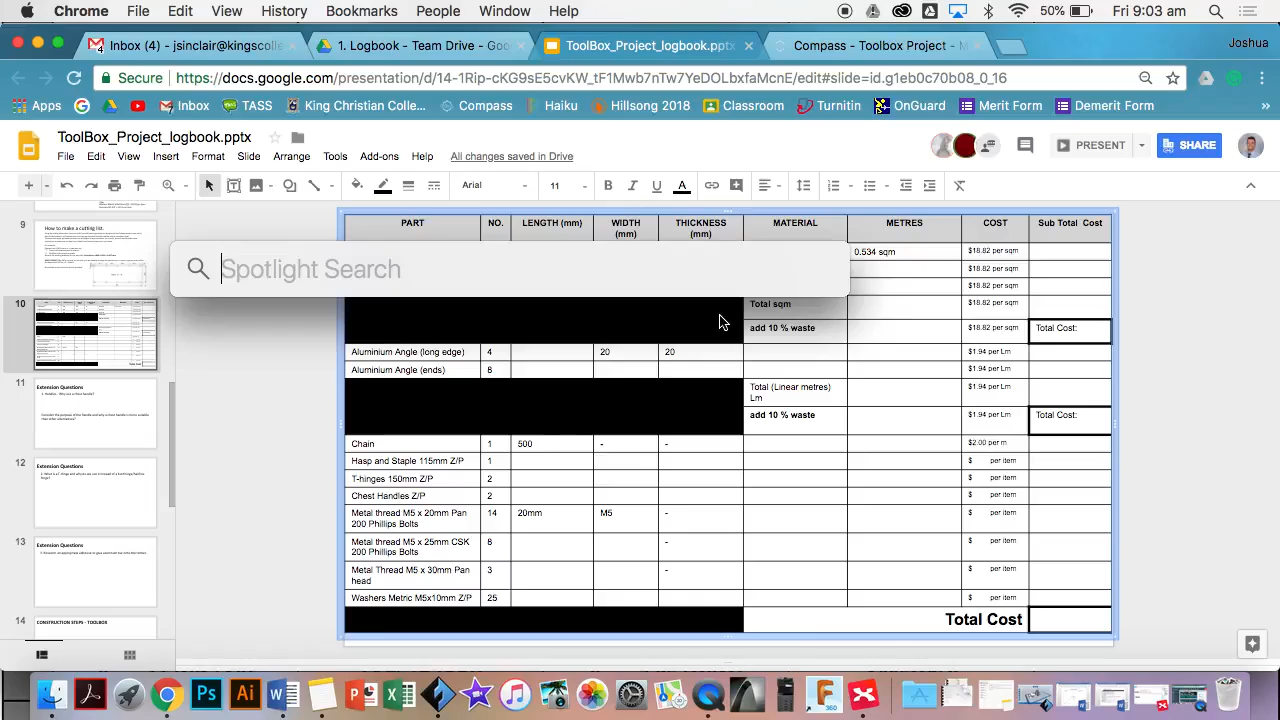 Chrome File Edit View History Bookmarks People Window Help 50% Fri 9:03 am
Inbox (4) - jsinclair@kingscolle
1. Logbook - Team Drive - Goo
ToolBox_Project_logbook.pptx
Compass - Toolbox Project - M
Joshua
Secure https://docs.google.com/presentation/d/14-1Rip-cKG9sE5cvKW_tF1Mwb7nTw7YeDOLbxfaMcnE/edit#slide=id.g1eb0c70b08_0_16
Apps Inbox TASS King Christian Colle... Compass Haiku Hillsong 2018 Classroom Turnitin OnGuard Merit Form Demerit Form »
ToolBox_Project_logbook.pptx
PRESENT SHARE
File Edit View Insert Format Slide Arrange Tools Add-ons Help All changes saved in Drive
Arial 11 B I U A
PART NO. LENGTH (mm) WIDTH (mm) THICKNESS (mm) MATERIAL METRES COST Sub Total Cost
Spotlight Search
0.534 sqm $18.82 per sqm
$18.82 per sqm
$18.82 per sqm
Total sqm $18.82 per sqm
add 10 % waste $18.82 per sqm Total Cost:
Aluminium Angle (long edge) 4 20 20 $1.94 per Lm
Aluminium Angle (ends) 8 $1.94 per Lm
Total (Linear metres) Lm $1.94 per Lm
add 10 % waste $1.94 per Lm Total Cost:
Chain 1 500 - - $2.00 per m
Hasp and Staple 115mm Z/P 1 $ per item
T-hinges 150mm Z/P 2 $ per item
Chest Handles Z/P 2 $ per item
Metal thread M5 x 20mm Pan 200 Phillips Bolts 14 20mm M5 - $ per item
Metal thread M5 x 25mm CSK 200 Phillips Bolts 8 - $ per item
Metal Thread M5 x 30mm Pan head 3 - $ per item
Washers Metric M5x10mm Z/P 25 $ per item
Total Cost
9
How to make a cutting list.
10
11
Extension Questions
12
Extension Questions
13
Extension Questions
14
CONSTRUCTION STEPS - TOOLBOX
Ps Ai W P X F 360